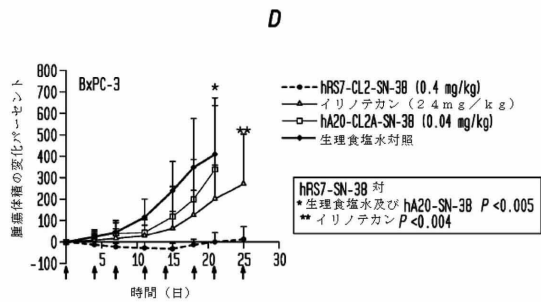 D
BxPC-3
腫瘍体積の変化パーセント
800
700
600
500
400
300
200
100
0
-100
*
**
0
5
10
15
20
25
30
時間(日)
hRS7-CL2-SN-38 (0.4 mg/kg)
イリノテカン(24mg/kg)
hA20-CL2A-SN-38 (0.04 mg/kg)
生理食塩水対照
hRS7-SN-38 対
* 生理食塩水及び hA20-SN-38 P <0.005
** イリノテカン P <0.004